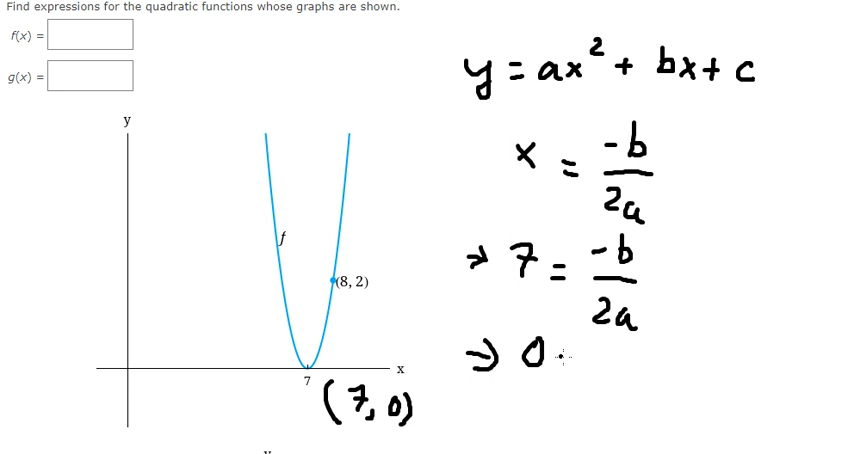 Find expressions for the quadratic functions whose graphs are shown.
f(x) =
g(x) =
y
f
(8, 2)
x
7
(7, 0)
y = ax² + bx + c
x = -b/2a
→ 7 = -b/2a
⇒ 0